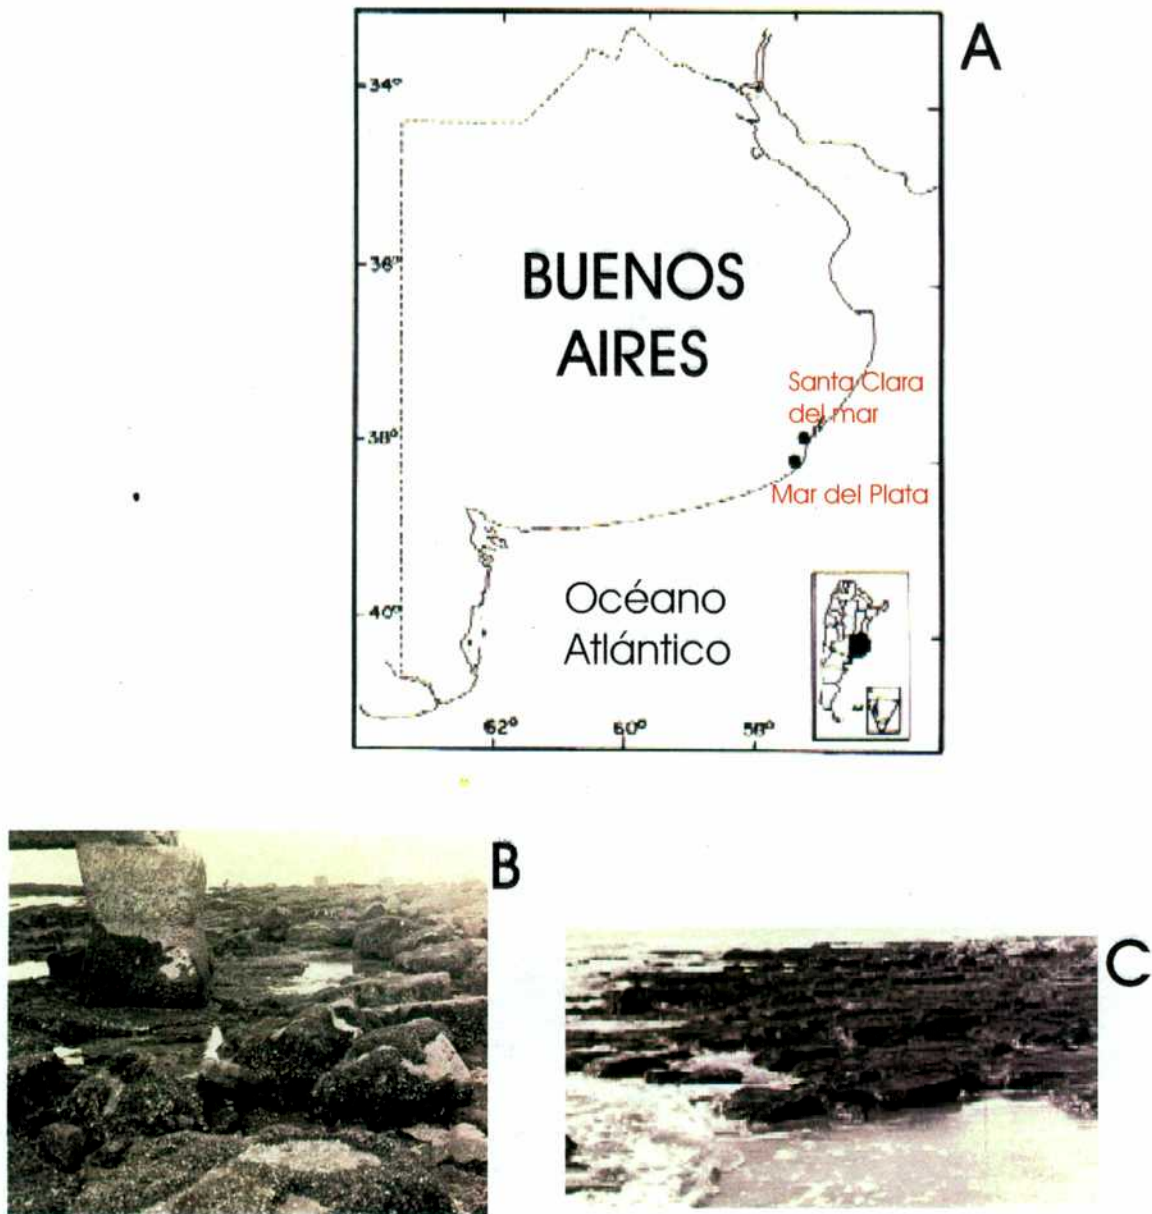 A
34°
36°
BUENOS
AIRES
Santa Clara
del mar
38°
Mar del Plata
Océano
Atlántico
40°
62°
60°
58°
B
C